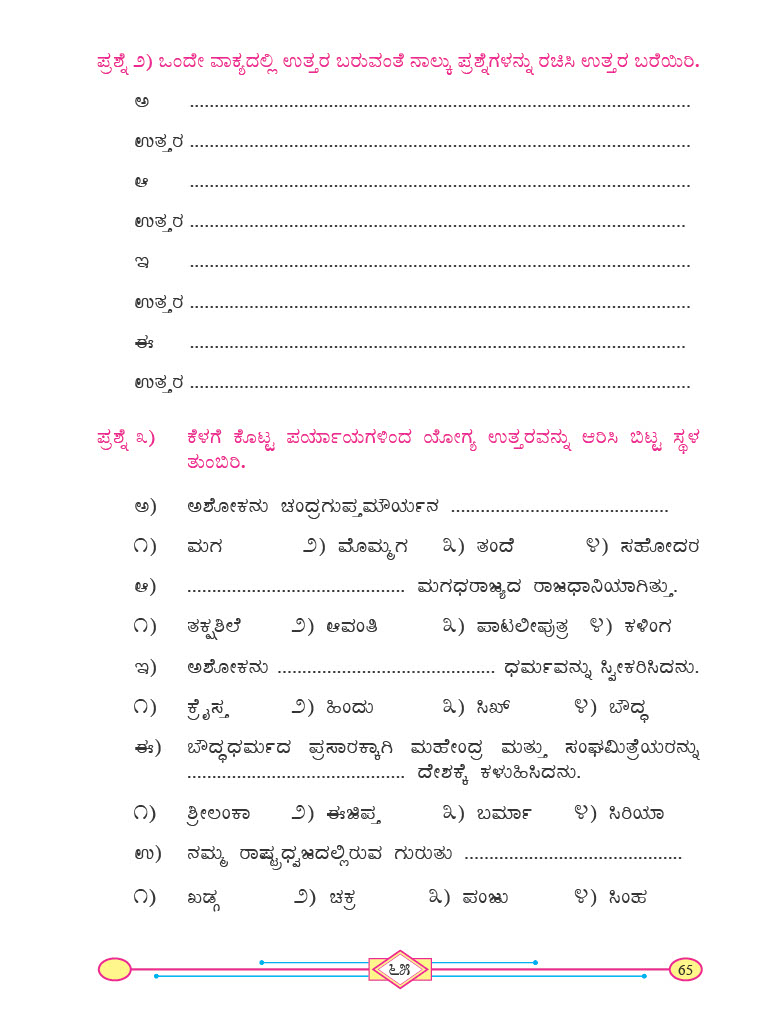 ಪ್ರಶ್ನೆ ೨) ಒಂದೇ ವಾಕ್ಯದಲ್ಲಿ ಉತ್ತರ ಬರುವಂತೆ ನಾಲ್ಕು ಪ್ರಶ್ನೆಗಳನ್ನು ರಚಿಸಿ ಉತ್ತರ ಬರೆಯಿರಿ.
ಅ ....................................................................................................
ಉತ್ತರ ....................................................................................................
ಆ ....................................................................................................
ಉತ್ತರ ...................................................................................................
ಇ ....................................................................................................
ಉತ್ತರ ....................................................................................................
ಈ ...................................................................................................
ಉತ್ತರ ....................................................................................................
ಪ್ರಶ್ನೆ ೩) ಕೆಳಗೆ ಕೊಟ್ಟ ಪರ್ಯಾಯಗಳಿಂದ ಯೋಗ್ಯ ಉತ್ತರವನ್ನು ಆರಿಸಿ ಬಿಟ್ಟ ಸ್ಥಳ
ತುಂಬಿರಿ.
ಅ) ಅಶೋಕನು ಚಂದ್ರಗುಪ್ತಮೌರ್ಯನ ............................................
೧) ಮಗ ೨) ಮೊಮ್ಮಗ ೩) ತಂದೆ ೪) ಸಹೋದರ
ಆ) ............................................ ಮಗಧರಾಜ್ಯದ ರಾಜಧಾನಿಯಾಗಿತ್ತು.
೧) ತಕ್ಷಶಿಲೆ ೨) ಆವಂತಿ ೩) ಪಾಟಲೀಪುತ್ರ ೪) ಕಳಿಂಗ
ಇ) ಅಶೋಕನು ............................................ ಧರ್ಮವನ್ನು ಸ್ವೀಕರಿಸಿದನು.
೧) ಕ್ರೈಸ್ತ ೨) ಹಿಂದು ೩) ಸಿಖ್ ೪) ಬೌದ್ಧ
ಈ) ಬೌದ್ಧಧರ್ಮದ ಪ್ರಸಾರಕ್ಕಾಗಿ ಮಹೇಂದ್ರ ಮತ್ತು ಸಂಘಮಿತ್ರೆಯರನ್ನು
............................................ ದೇಶಕ್ಕೆ ಕಳುಹಿಸಿದನು.
೧) ಶ್ರೀಲಂಕಾ ೨) ಈಜಿಪ್ತ ೩) ಬರ್ಮಾ ೪) ಸಿರಿಯಾ
ಉ) ನಮ್ಮ ರಾಷ್ಟ್ರಧ್ವಜದಲ್ಲಿರುವ ಗುರುತು ............................................
೧) ಖಡ್ಗ ೨) ಚಕ್ರ ೩) ಪಂಜು ೪) ಸಿಂಹ
೬೫ 65